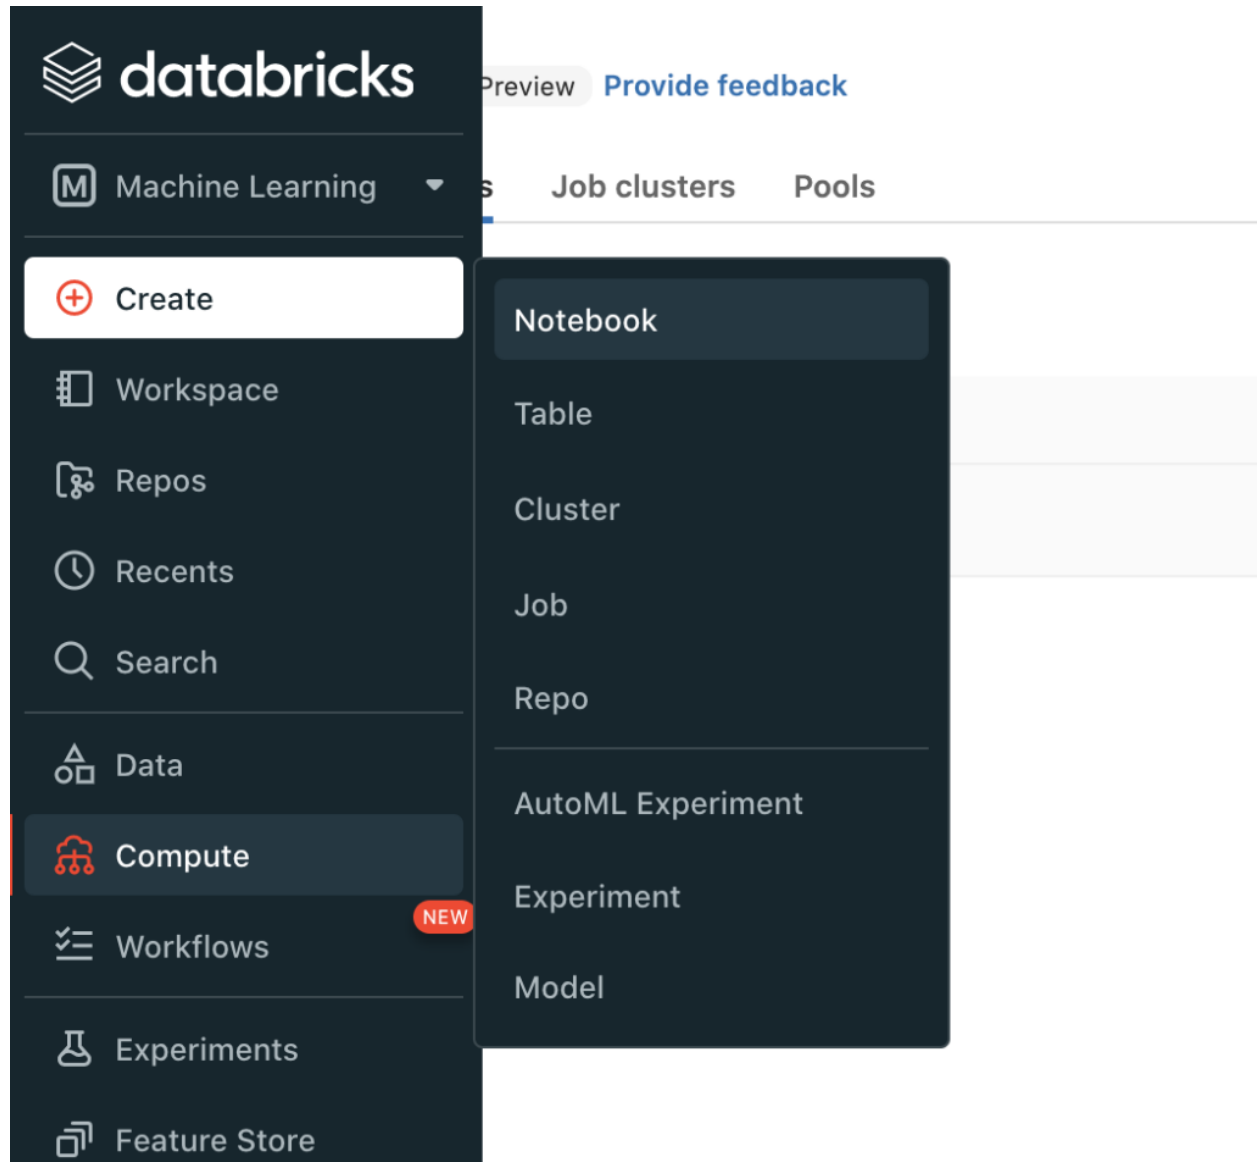 databricks
Preview Provide feedback
M Machine Learning
s Job clusters Pools
Create
Workspace
Repos
Recents
Search
Data
Compute
NEW
Workflows
Experiments
Feature Store
Notebook
Table
Cluster
Job
Repo
AutoML Experiment
Experiment
Model